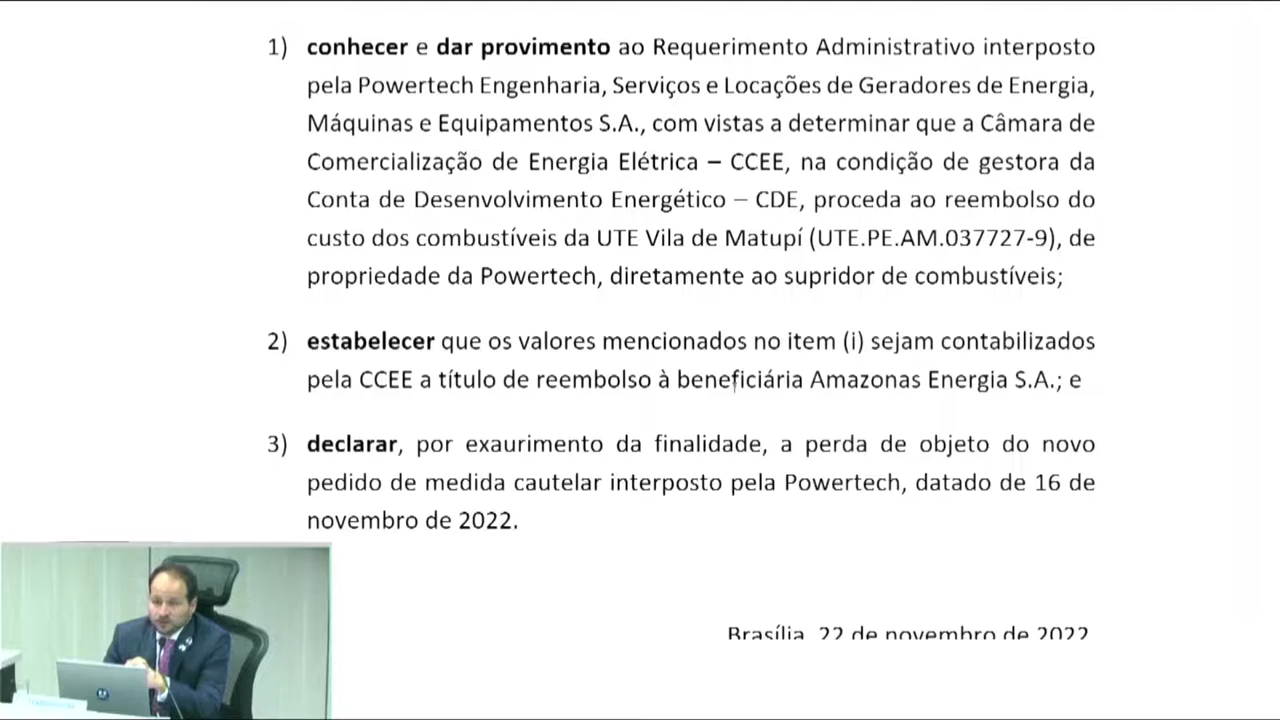 1) conhecer e dar provimento ao Requerimento Administrativo interposto
pela Powertech Engenharia, Serviços e Locações de Geradores de Energia,
Máquinas e Equipamentos S.A., com vistas a determinar que a Câmara de
Comercialização de Energia Elétrica – CCEE, na condição de gestora da
Conta de Desenvolvimento Energético – CDE, proceda ao reembolso do
custo dos combustíveis da UTE Vila de Matupí (UTE.PE.AM.037727-9), de
propriedade da Powertech, diretamente ao supridor de combustíveis;
2) estabelecer que os valores mencionados no item (i) sejam contabilizados
pela CCEE a título de reembolso à beneficiária Amazonas Energia S.A.; e
3) declarar, por exaurimento da finalidade, a perda de objeto do novo
pedido de medida cautelar interposto pela Powertech, datado de 16 de
novembro de 2022.
Brasília, 22 de novembro de 2022